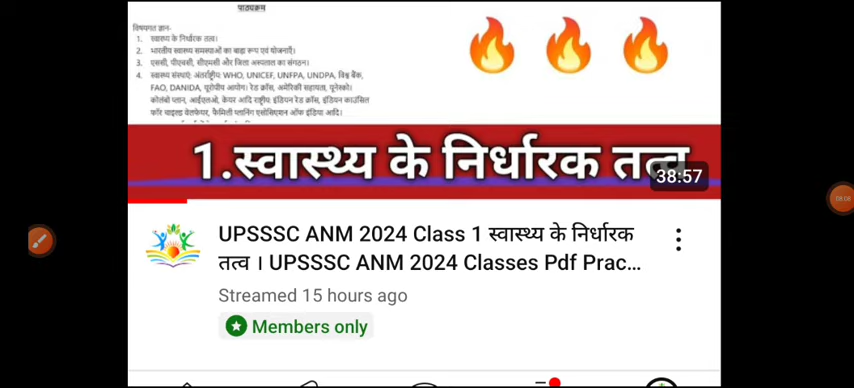 पाठ्यक्रम
विषयगत ज्ञान-
1. स्वास्थ्य के निर्धारक तत्व।
2. भारतीय स्वास्थ्य समस्याओं का बाह्य रूप एवं योजनाएँ।
3. एससी, पीएचसी, सीएमसी और जिला अस्पताल का संगठन।
4. स्वास्थ्य संस्थाएं: अंतर्राष्ट्रीय: WHO, UNICEF, UNFPA, UNDPA, विश्व बैंक,
FAO, DANIDA, यूरोपीय आयोग। रेड क्रॉस, अमेरिकी सहायता, यूनेस्को।
कोलंबो प्लान, आईएलओ, केयर आदि राष्ट्रीय: इंडियन रेड क्रॉस, इंडियन काउंसिल
फॉर चाइल्ड वेलफेयर, फैमिली प्लानिंग एसोसिएशन ऑफ इंडिया आदि।
1.स्वास्थ्य के निर्धारक तत्व
38:57
08:08
UPSSSC ANM 2024 Class 1 स्वास्थ्य के निर्धारक
तत्व । UPSSSC ANM 2024 Classes Pdf Prac...
Streamed 15 hours ago
Members only